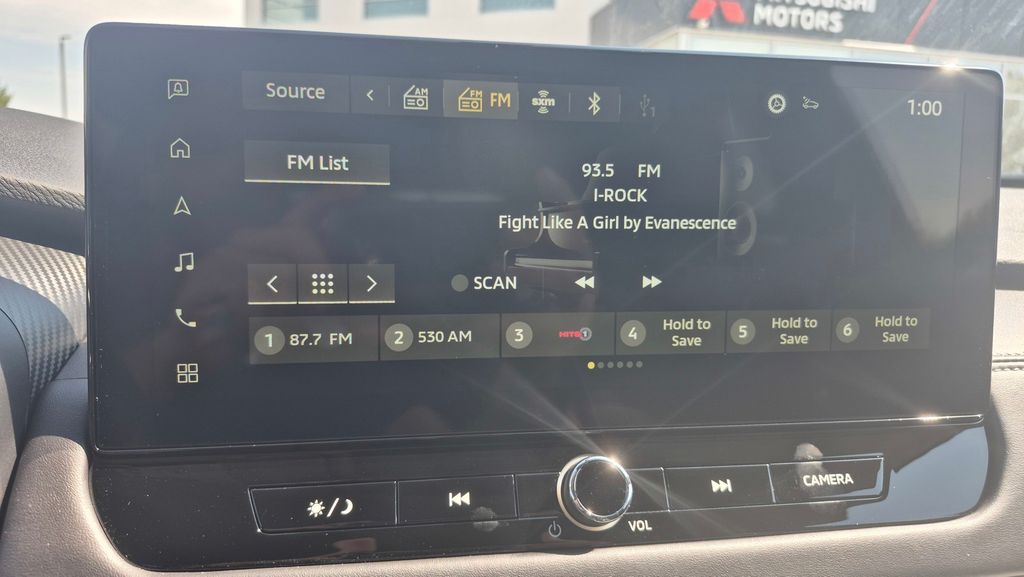 MITSUBISHI
MOTORS
Source
AM
FM FM
sxm
1:00
FM List
93.5 FM
I-ROCK
Fight Like A Girl by Evanescence
SCAN
1 87.7 FM
2 530 AM
3 HITS1
4 Hold to
Save
5 Hold to
Save
6 Hold to
Save
VOL
CAMERA